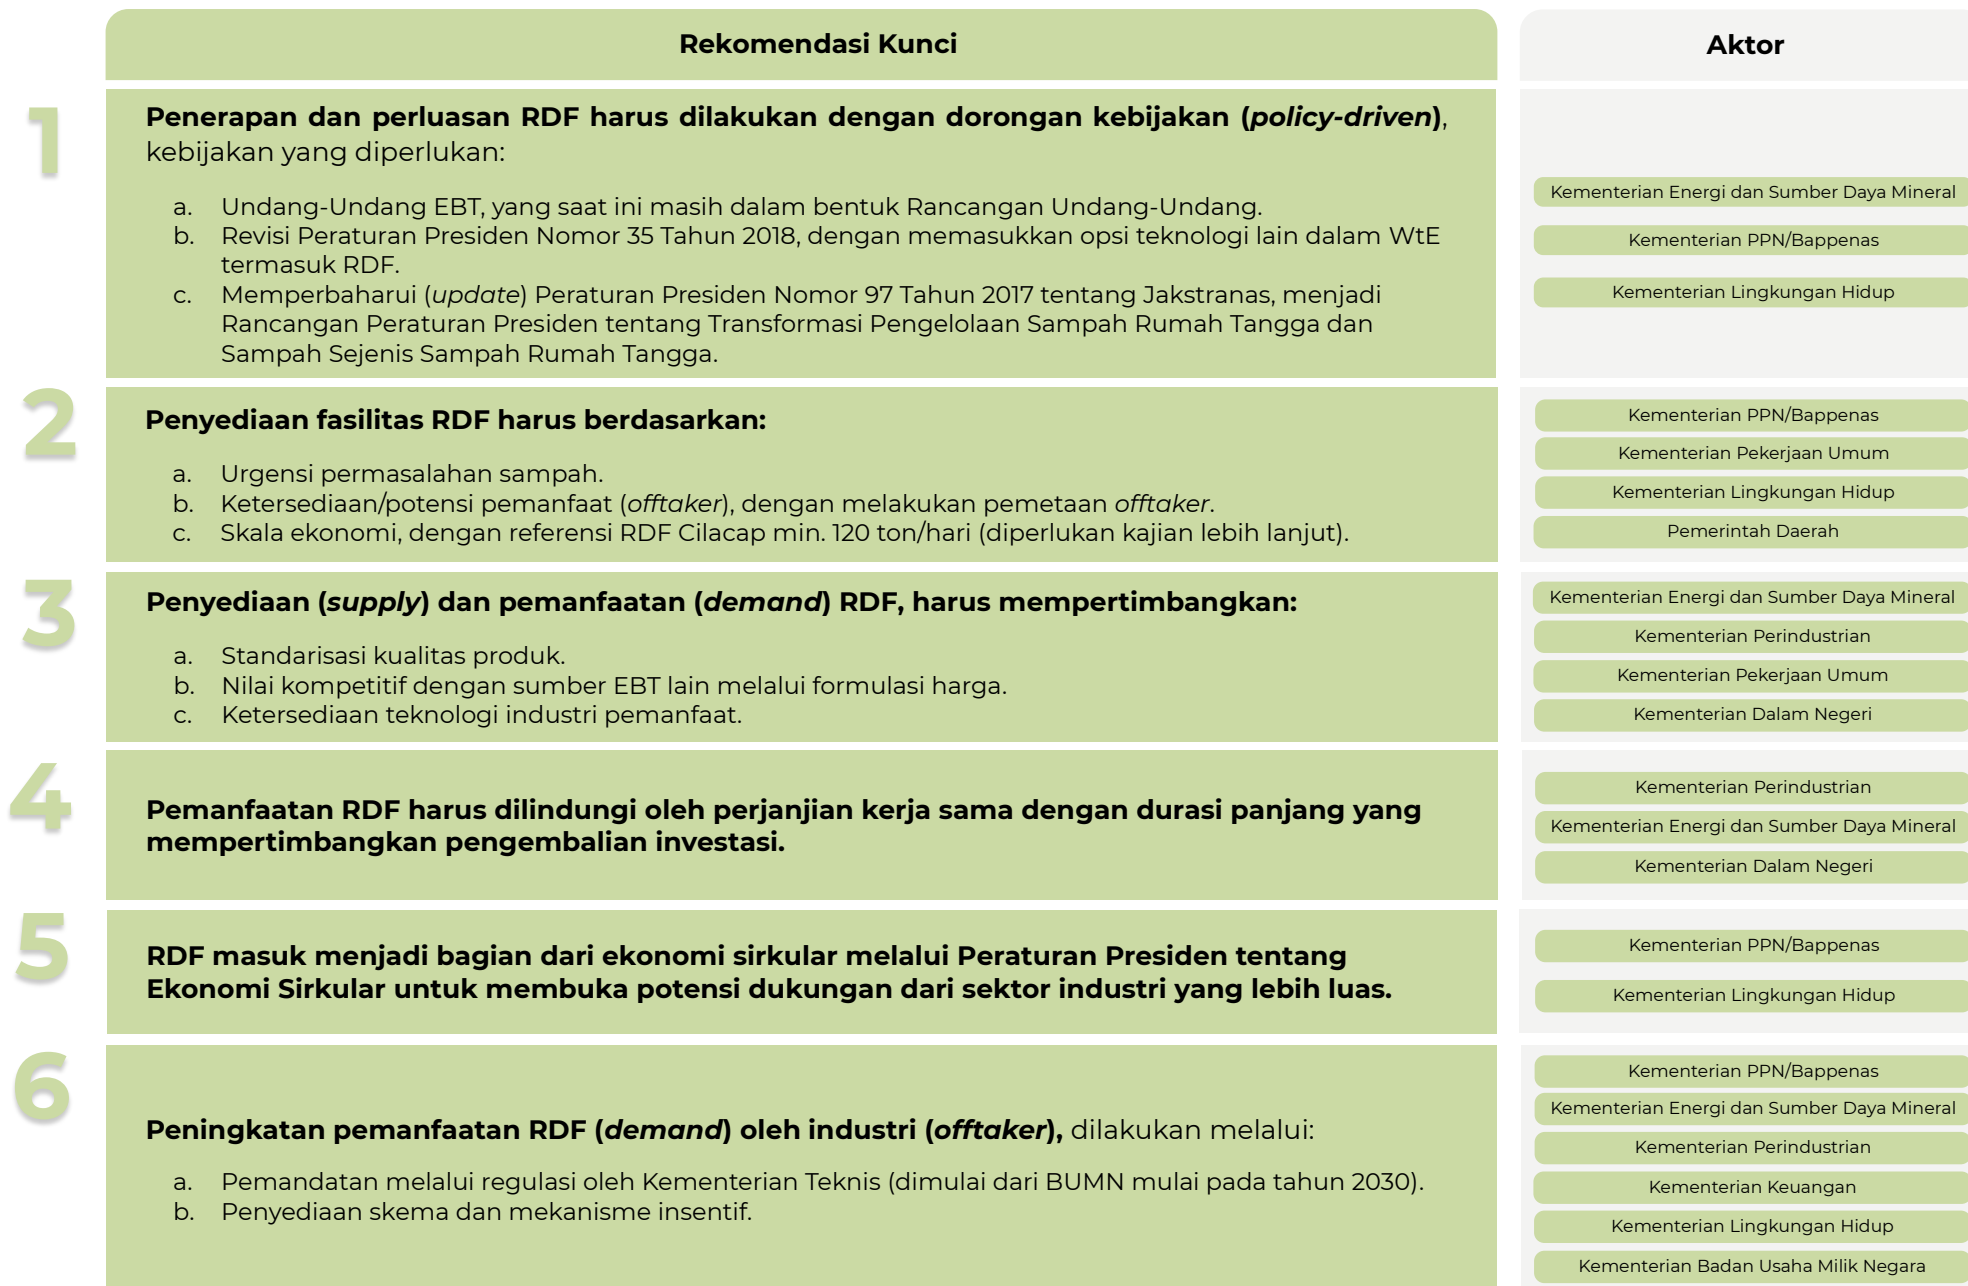 Rekomendasi Kunci
Aktor
1
Penerapan dan perluasan RDF harus dilakukan dengan dorongan kebijakan (policy-driven),
kebijakan yang diperlukan:
a. Undang-Undang EBT, yang saat ini masih dalam bentuk Rancangan Undang-Undang.
b. Revisi Peraturan Presiden Nomor 35 Tahun 2018, dengan memasukkan opsi teknologi lain dalam WtE
termasuk RDF.
c. Memperbaharui (update) Peraturan Presiden Nomor 97 Tahun 2017 tentang Jakstranas, menjadi
Rancangan Peraturan Presiden tentang Transformasi Pengelolaan Sampah Rumah Tangga dan
Sampah Sejenis Sampah Rumah Tangga.
Kementerian Energi dan Sumber Daya Mineral
Kementerian PPN/Bappenas
Kementerian Lingkungan Hidup
2
Penyediaan fasilitas RDF harus berdasarkan:
a. Urgensi permasalahan sampah.
b. Ketersediaan/potensi pemanfaat (offtaker), dengan melakukan pemetaan offtaker.
c. Skala ekonomi, dengan referensi RDF Cilacap min. 120 ton/hari (diperlukan kajian lebih lanjut).
Kementerian PPN/Bappenas
Kementerian Pekerjaan Umum
Kementerian Lingkungan Hidup
Pemerintah Daerah
3
Penyediaan (supply) dan pemanfaatan (demand) RDF, harus mempertimbangkan:
a. Standarisasi kualitas produk.
b. Nilai kompetitif dengan sumber EBT lain melalui formulasi harga.
c. Ketersediaan teknologi industri pemanfaat.
Kementerian Energi dan Sumber Daya Mineral
Kementerian Perindustrian
Kementerian Pekerjaan Umum
Kementerian Dalam Negeri
4
Pemanfaatan RDF harus dilindungi oleh perjanjian kerja sama dengan durasi panjang yang
mempertimbangkan pengembalian investasi.
Kementerian Perindustrian
Kementerian Energi dan Sumber Daya Mineral
Kementerian Dalam Negeri
5
RDF masuk menjadi bagian dari ekonomi sirkular melalui Peraturan Presiden tentang
Ekonomi Sirkular untuk membuka potensi dukungan dari sektor industri yang lebih luas.
Kementerian PPN/Bappenas
Kementerian Lingkungan Hidup
6
Peningkatan pemanfaatan RDF (demand) oleh industri (offtaker), dilakukan melalui:
a. Pemandatan melalui regulasi oleh Kementerian Teknis (dimulai dari BUMN mulai pada tahun 2030).
b. Penyediaan skema dan mekanisme insentif.
Kementerian PPN/Bappenas
Kementerian Energi dan Sumber Daya Mineral
Kementerian Perindustrian
Kementerian Keuangan
Kementerian Lingkungan Hidup
Kementerian Badan Usaha Milik Negara